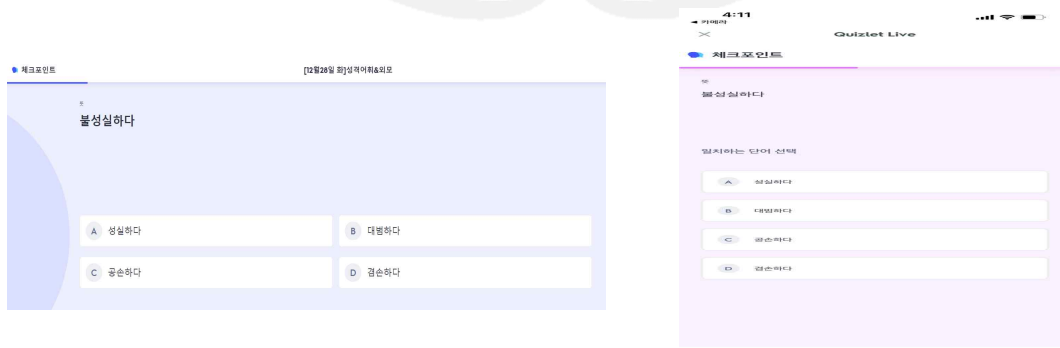 체크포인트
[12월28일 화]성격어휘&외모
뜻
불성실하다
A 성실하다
B 대범하다
C 공손하다
D 겸손하다
4:11
◀ 카메라
× Quizlet Live
체크포인트
뜻
불성실하다
일치하는 단어 선택
A 성실하다
B 대범하다
C 공손하다
D 겸손하다